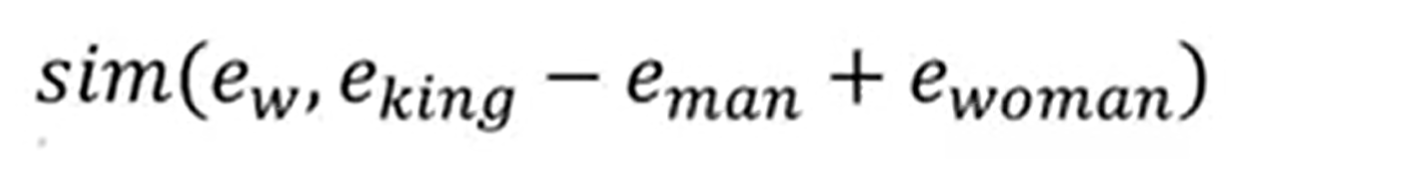 sim(e_w, e_king − e_man + e_woman)